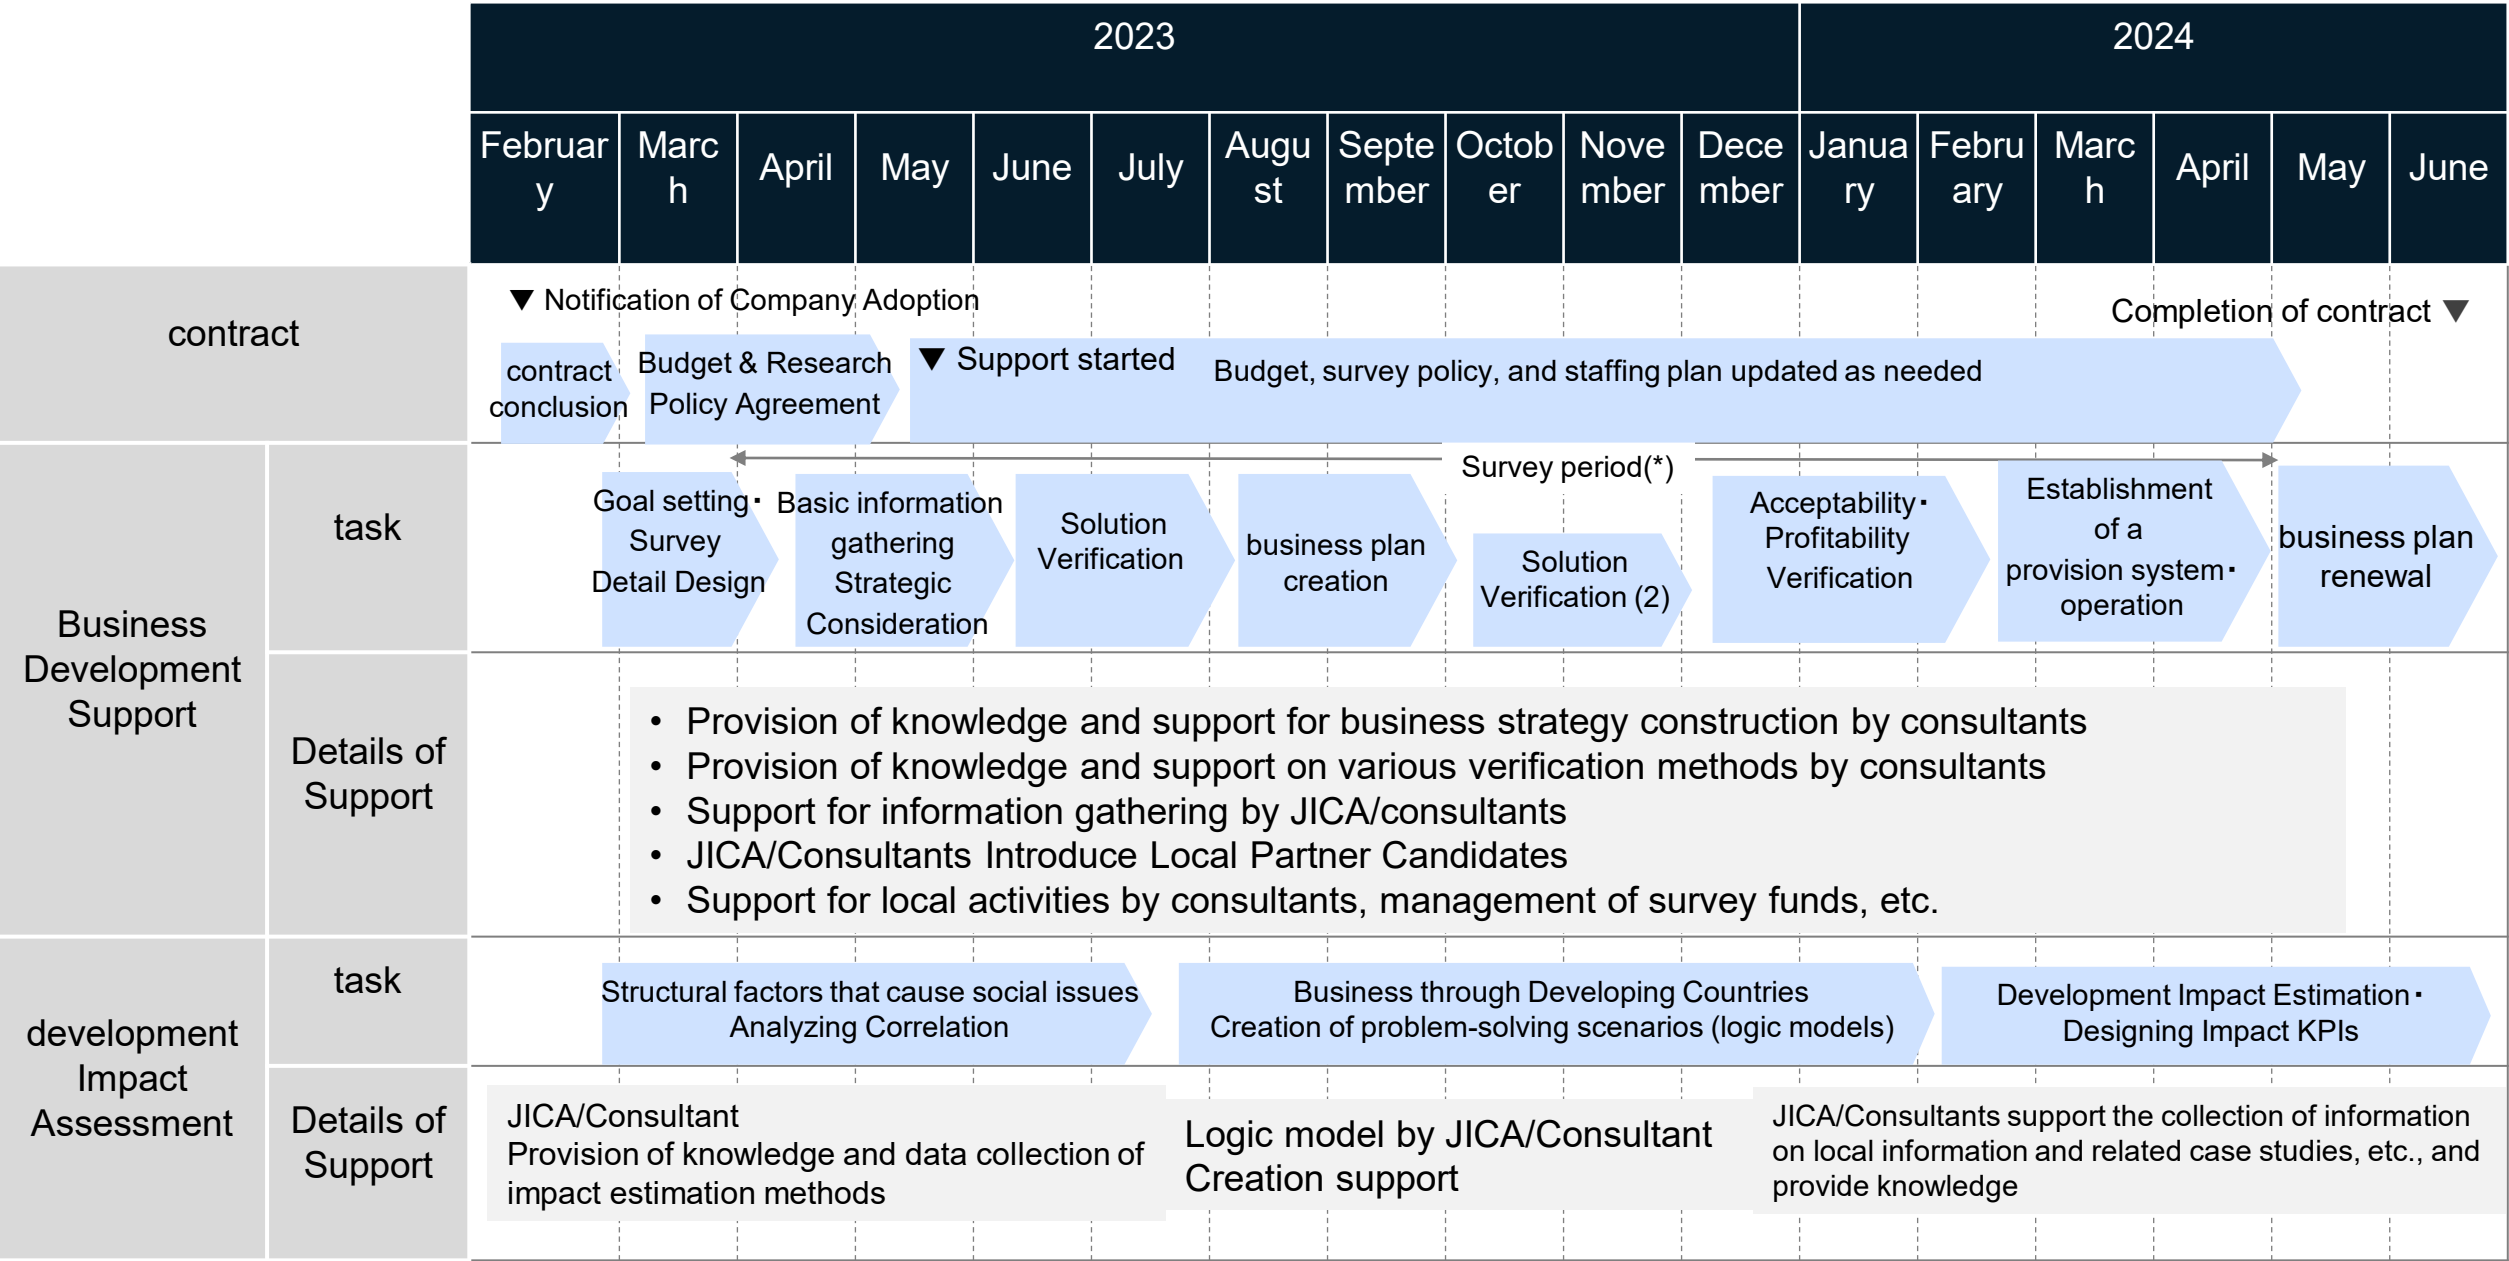 2023
2024
Februar
y
Marc
h
April
May
June
July
Augu
st
Septe
mber
Octob
er
Nove
mber
Dece
mber
Janua
ry
Febru
ary
Marc
h
April
May
June
contract
▼ Notification of Company Adoption
Completion of contract ▼
contract
conclusion
Budget & Research
Policy Agreement
▼ Support started
Budget, survey policy, and staffing plan updated as needed
Business
Development
Support
task
Survey period(*)
Goal setting・
Survey
Detail Design
Basic information
gathering
Strategic
Consideration
Solution
Verification
business plan
creation
Solution
Verification (2)
Acceptability・
Profitability
Verification
Establishment
of a
provision system・
operation
business plan
renewal
Details of
Support
• Provision of knowledge and support for business strategy construction by consultants
• Provision of knowledge and support on various verification methods by consultants
• Support for information gathering by JICA/consultants
• JICA/Consultants Introduce Local Partner Candidates
• Support for local activities by consultants, management of survey funds, etc.
development
Impact
Assessment
task
Structural factors that cause social issues
Analyzing Correlation
Business through Developing Countries
Creation of problem-solving scenarios (logic models)
Development Impact Estimation・
Designing Impact KPIs
Details of
Support
JICA/Consultant
Provision of knowledge and data collection of
impact estimation methods
Logic model by JICA/Consultant
Creation support
JICA/Consultants support the collection of information
on local information and related case studies, etc., and
provide knowledge